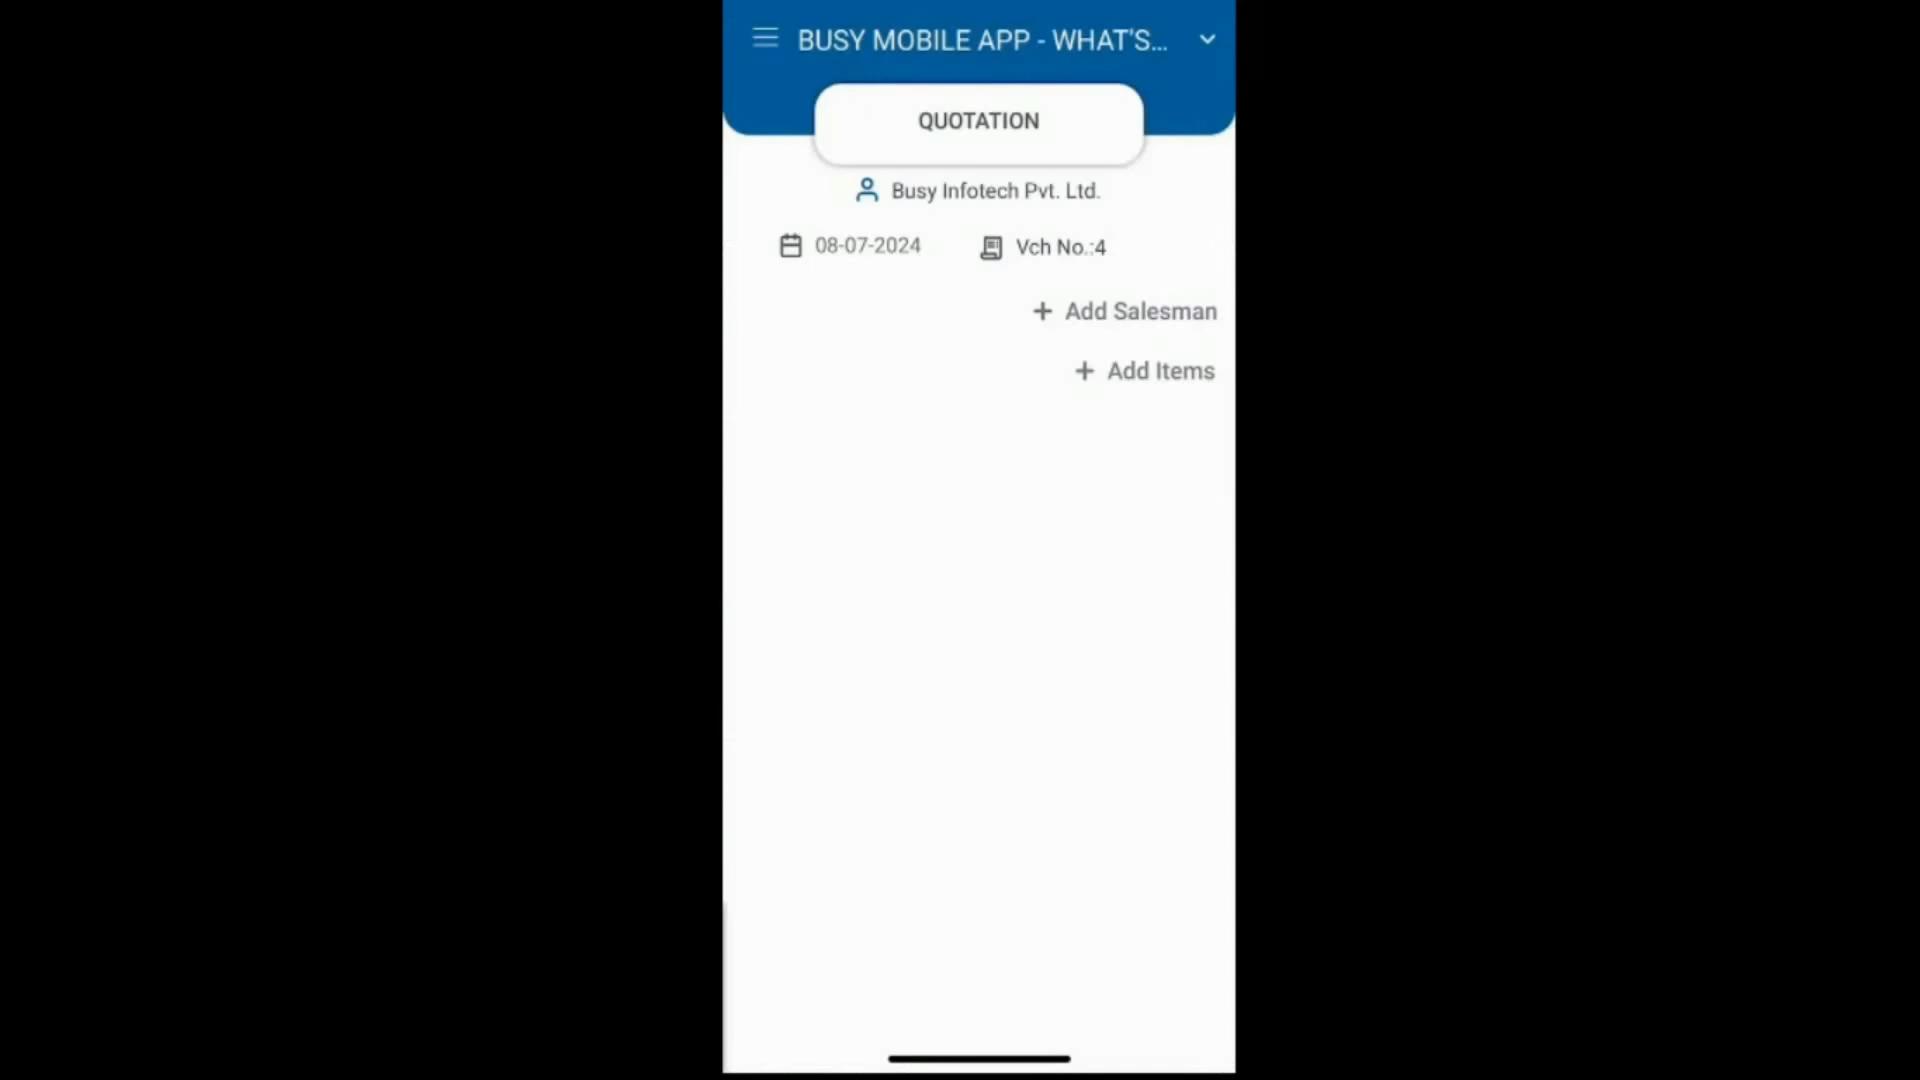 BUSY MOBILE APP - WHAT'S...
QUOTATION
Busy Infotech Pvt. Ltd.
08-07-2024 Vch No.:4
+ Add Salesman
+ Add Items